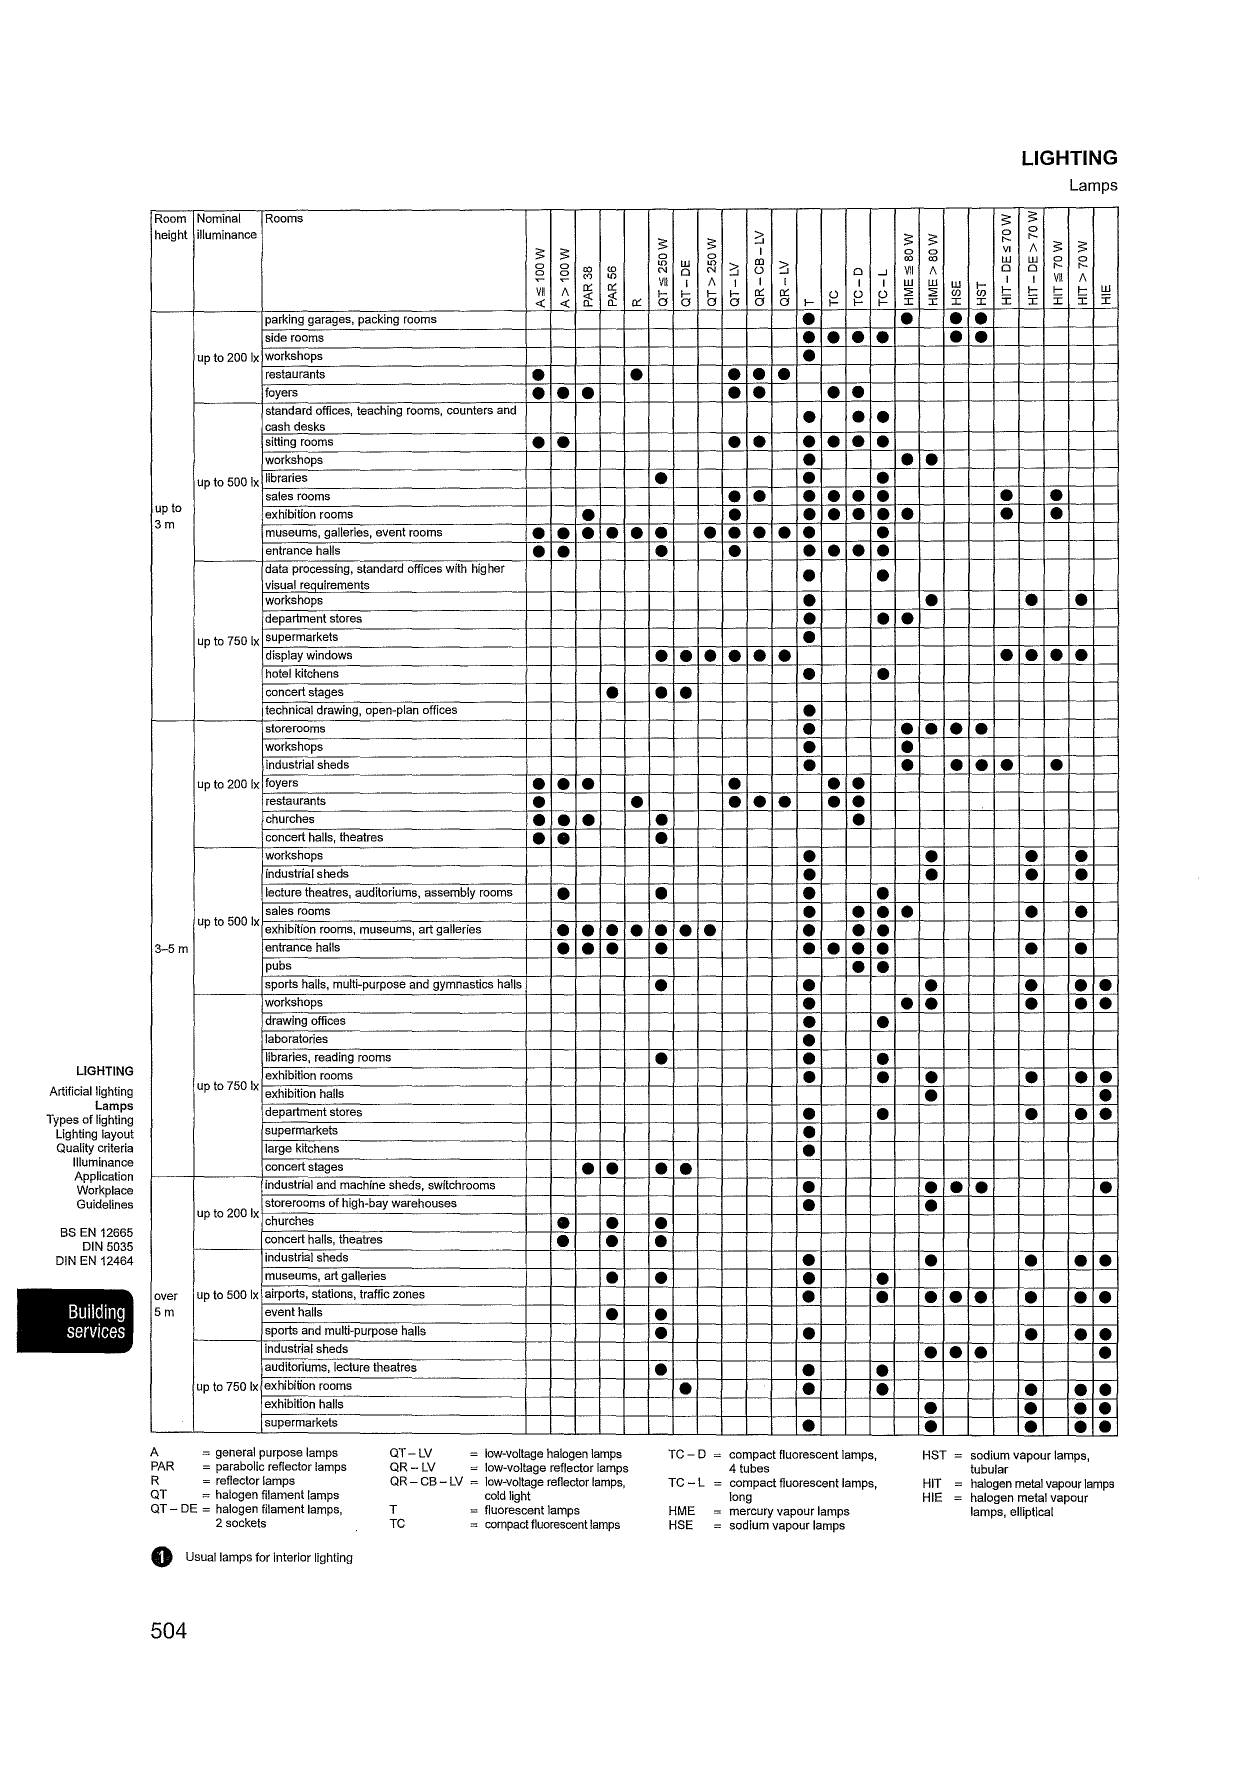 LIGHTING
Lamps
Room height
Nominal illuminance
Rooms
A ≦ 100 W
A > 100 W
PAR 38
PAR 56
R
QT ≦ 250 W
QT – DE
QT > 250 W
QT – LV
QR – CB – LV
QR – LV
T
TC
TC – D
TC – L
HME ≦ 80 W
HME > 80 W
HSE
HST
HIT – DE ≤ 70 W
HIT – DE > 70 W
HIT ≦ 70 W
HIT > 70 W
HIE
up to 3 m
up to 200 lx
parking garages, packing rooms ● ● ● ●
side rooms ● ● ● ● ● ●
workshops ●
restaurants ● ● ● ● ●
foyers ● ● ● ● ● ● ●
up to 500 lx
standard offices, teaching rooms, counters and
cash desks ● ● ●
sitting rooms ● ● ● ● ● ● ● ●
workshops ● ● ●
libraries ● ● ●
sales rooms ● ● ● ● ● ● ● ●
exhibition rooms ● ● ● ● ● ● ● ● ●
museums, galleries, event rooms ● ● ● ● ● ● ● ● ● ● ● ●
entrance halls ● ● ● ● ● ● ● ●
up to 750 lx
data processing, standard offices with higher
visual requirements ● ●
workshops ● ● ● ●
department stores ● ● ●
supermarkets ●
display windows ● ● ● ● ● ● ● ● ● ●
hotel kitchens ● ●
concert stages ● ● ●
technical drawing, open-plan offices ●
3–5 m
up to 200 lx
storerooms ● ● ● ● ●
workshops ● ●
industrial sheds ● ● ● ● ● ●
foyers ● ● ● ● ● ●
restaurants ● ● ● ● ● ● ●
churches ● ● ● ● ●
concert halls, theatres ● ● ●
up to 500 lx
workshops ● ● ● ●
industrial sheds ● ● ● ●
lecture theatres, auditoriums, assembly rooms ● ● ● ●
sales rooms ● ● ● ● ● ●
exhibition rooms, museums, art galleries ● ● ● ● ● ● ● ● ● ●
entrance halls ● ● ● ● ● ● ● ● ● ●
pubs ● ●
sports halls, multi-purpose and gymnastics halls ● ● ● ● ● ●
up to 750 lx
workshops ● ● ● ● ● ●
drawing offices ● ●
laboratories ●
libraries, reading rooms ● ● ●
exhibition rooms ● ● ● ● ● ●
exhibition halls ● ●
department stores ● ● ● ● ●
supermarkets ●
large kitchens ●
concert stages ● ● ● ●
over 5 m
up to 200 lx
industrial and machine sheds, switchrooms ● ● ● ● ●
storerooms of high-bay warehouses ● ●
churches ● ● ●
concert halls, theatres ● ● ●
up to 500 lx
industrial sheds ● ● ● ● ●
museums, art galleries ● ● ● ●
airports, stations, traffic zones ● ● ● ● ● ● ● ●
event halls ● ●
sports and multi-purpose halls ● ● ● ● ●
up to 750 lx
industrial sheds ● ● ● ●
auditoriums, lecture theatres ● ● ●
exhibition rooms ● ● ● ● ● ●
exhibition halls ● ● ● ●
supermarkets ● ● ● ● ●
LIGHTING
Artificial lighting
Lamps
Types of lighting
Lighting layout
Quality criteria
Illuminance
Application
Workplace
Guidelines
BS EN 12665
DIN 5035
DIN EN 12464
Building
services
A = general purpose lamps
PAR = parabolic reflector lamps
R = reflector lamps
QT = halogen filament lamps
QT – DE = halogen filament lamps,
2 sockets
QT – LV = low-voltage halogen lamps
QR – LV = low-voltage reflector lamps
QR – CB – LV = low-voltage reflector lamps,
cold light
T = fluorescent lamps
TC = compact fluorescent lamps
TC – D = compact fluorescent lamps,
4 tubes
TC – L = compact fluorescent lamps,
long
HME = mercury vapour lamps
HSE = sodium vapour lamps
HST = sodium vapour lamps,
tubular
HIT = halogen metal vapour lamps
HIE = halogen metal vapour
lamps, elliptical
1 Usual lamps for interior lighting
504